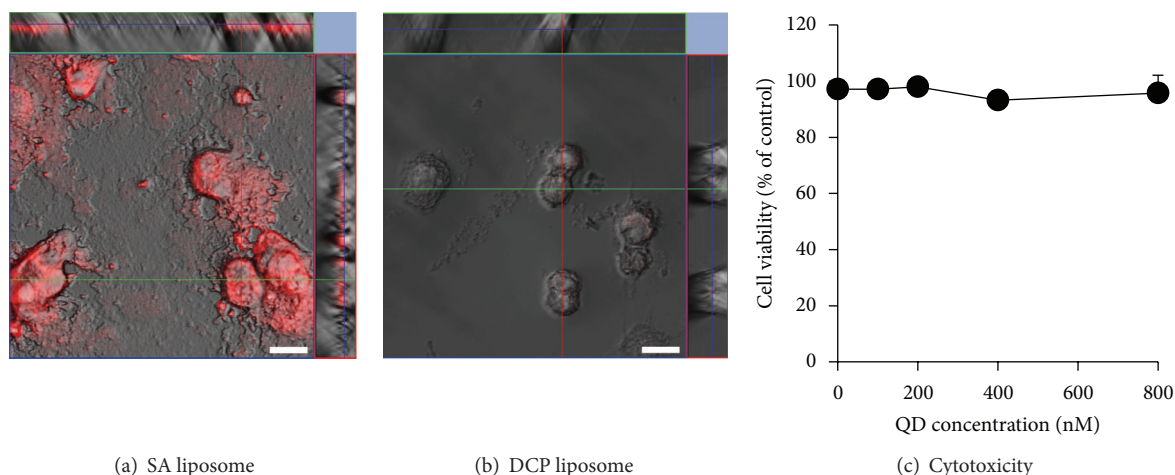 120
100
80
60
40
20
0
Cell viability (% of control)
0 200 400 600 800
QD concentration (nM)
(a) SA liposome
(b) DCP liposome
(c) Cytotoxicity